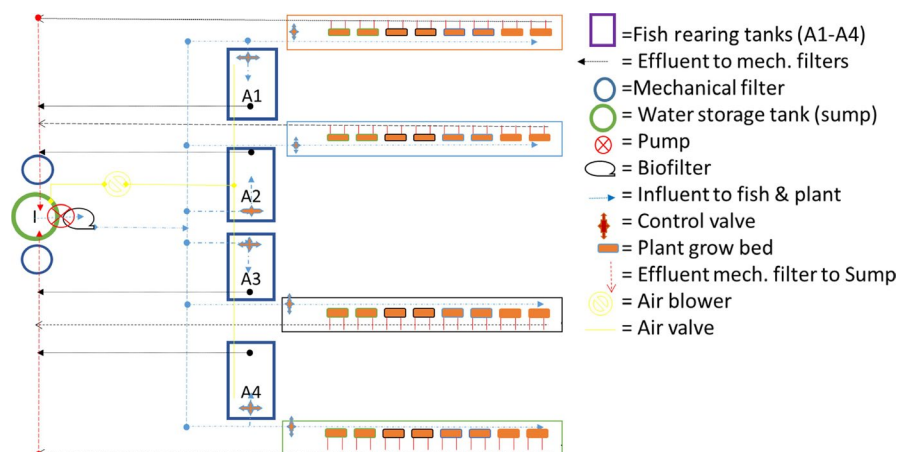 A1
A2
A3
A4
I
=Fish rearing tanks (A1-A4)
= Effluent to mech. filters
=Mechanical filter
= Water storage tank (sump)
= Pump
= Biofilter
= Influent to fish & plant
= Control valve
= Plant grow bed
= Effluent mech. filter to Sump
= Air blower
= Air valve